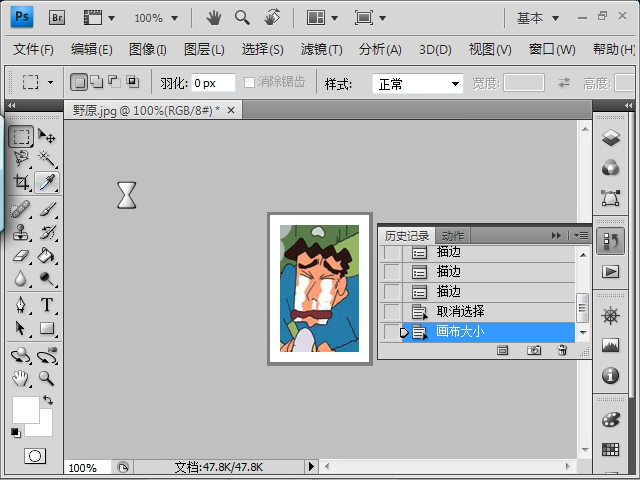 Ps Br 100% 基本
文件(F) 编辑(E) 图像(I) 图层(L) 选择(S) 滤镜(T) 分析(A) 3D(D) 视图(V) 窗口(W) 帮助(H)
羽化: 0 px 消除锯齿 样式: 正常 宽度: 高度:
野原.jpg @ 100%(RGB/8#) *
历史记录 动作
描边
描边
描边
取消选择
画布大小
T
100% 文档:47.8K/47.8K